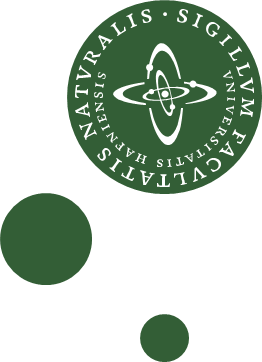 SIGILLVM FACVLTATIS NATVRALIS ·
VNIVERSITATIS HAFNIENSIS